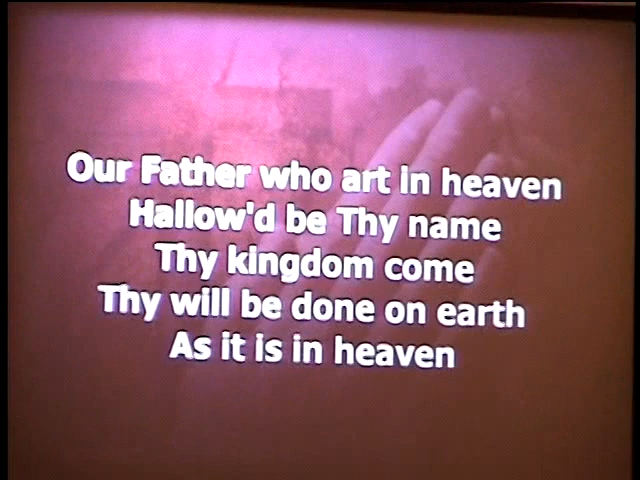 Our Father who art in heaven
Hallow'd be Thy name
Thy kingdom come
Thy will be done on earth
As it is in heaven